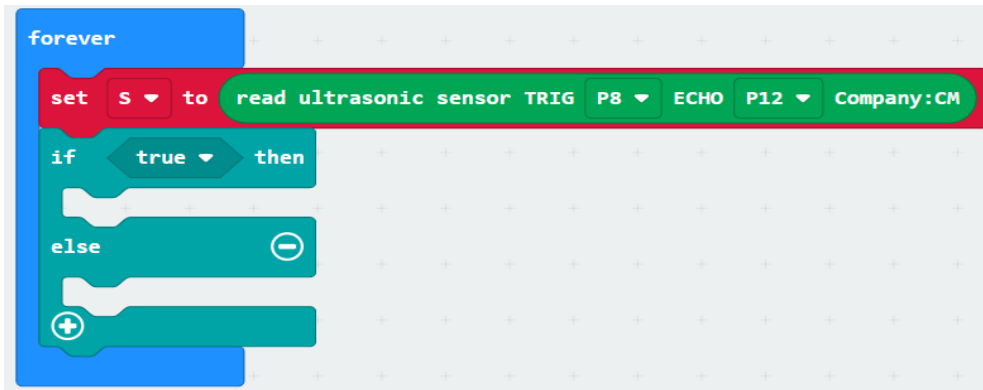 forever
set S to read ultrasonic sensor TRIG P8 ECHO P12 Company:CM
if true then
else